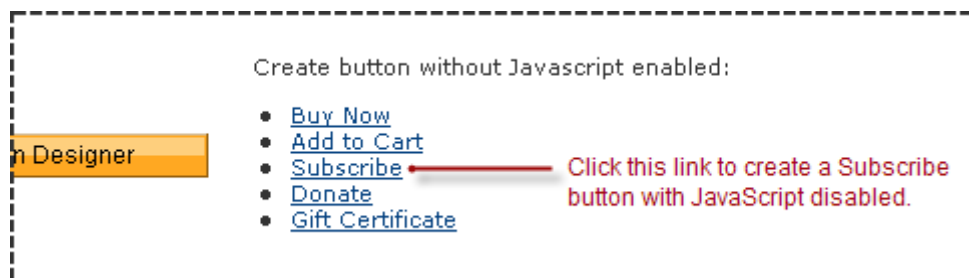 Create button without Javascript enabled:
Buy Now
Add to Cart
n Designer
Subscribe
Click this link to create a Subscribe
button with JavaScript disabled.
Donate
Gift Certificate